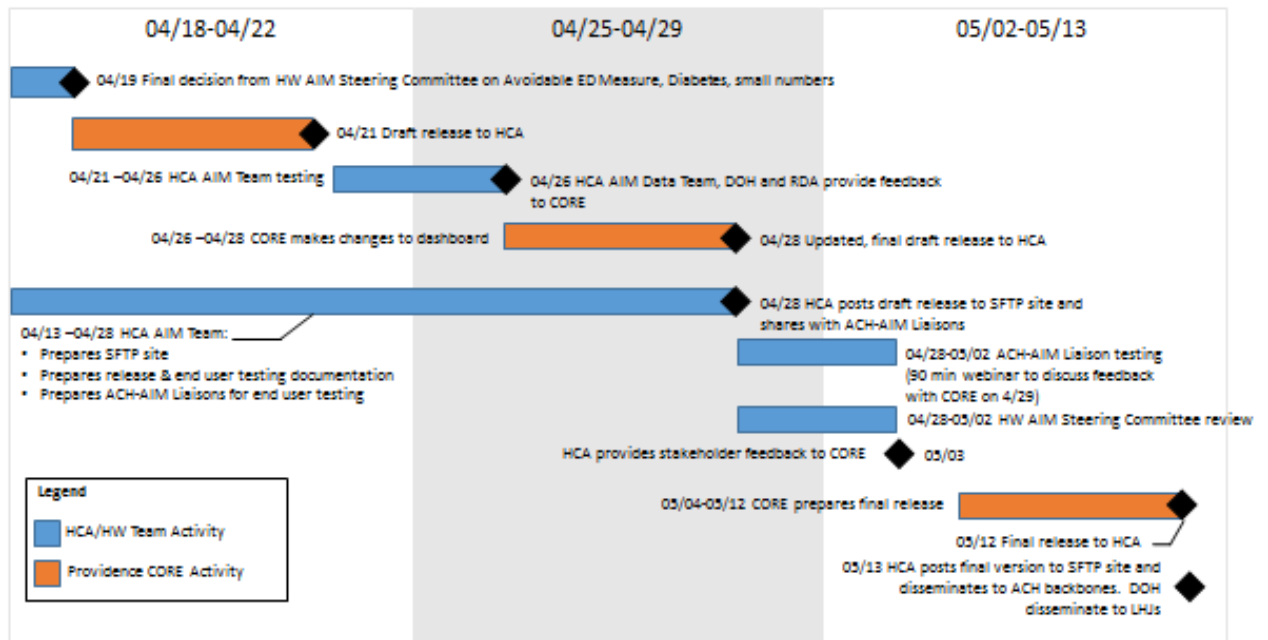 04/18-04/22
04/25-04/29
05/02-05/13
04/19 Final decision from HW AIM Steering Committee on Avoidable ED Measure, Diabetes, small numbers
04/21 Draft release to HCA
04/21 –04/26 HCA AIM Team testing
04/26 HCA AIM Data Team, DOH and RDA provide feedback
to CORE
04/26 –04/28 CORE makes changes to dashboard
04/28 Updated, final draft release to HCA
04/28 HCA posts draft release to SFTP site and
shares with ACH-AIM Liaisons
04/13 –04/28 HCA AIM Team:
• Prepares SFTP site
• Prepares release & end user testing documentation
• Prepares ACH-AIM Liaisons for end user testing
04/28-05/02 ACH-AIM Liaison testing
(90 min webinar to discuss feedback
with CORE on 4/29)
04/28-05/02 HW AIM Steering Committee review
HCA provides stakeholder feedback to CORE
05/03
Legend
HCA/HW Team Activity
Providence CORE Activity
05/04-05/12 CORE prepares final release
05/12 Final release to HCA
05/13 HCA posts final version to SFTP site and
disseminates to ACH backbones. DOH
disseminate to LHJs